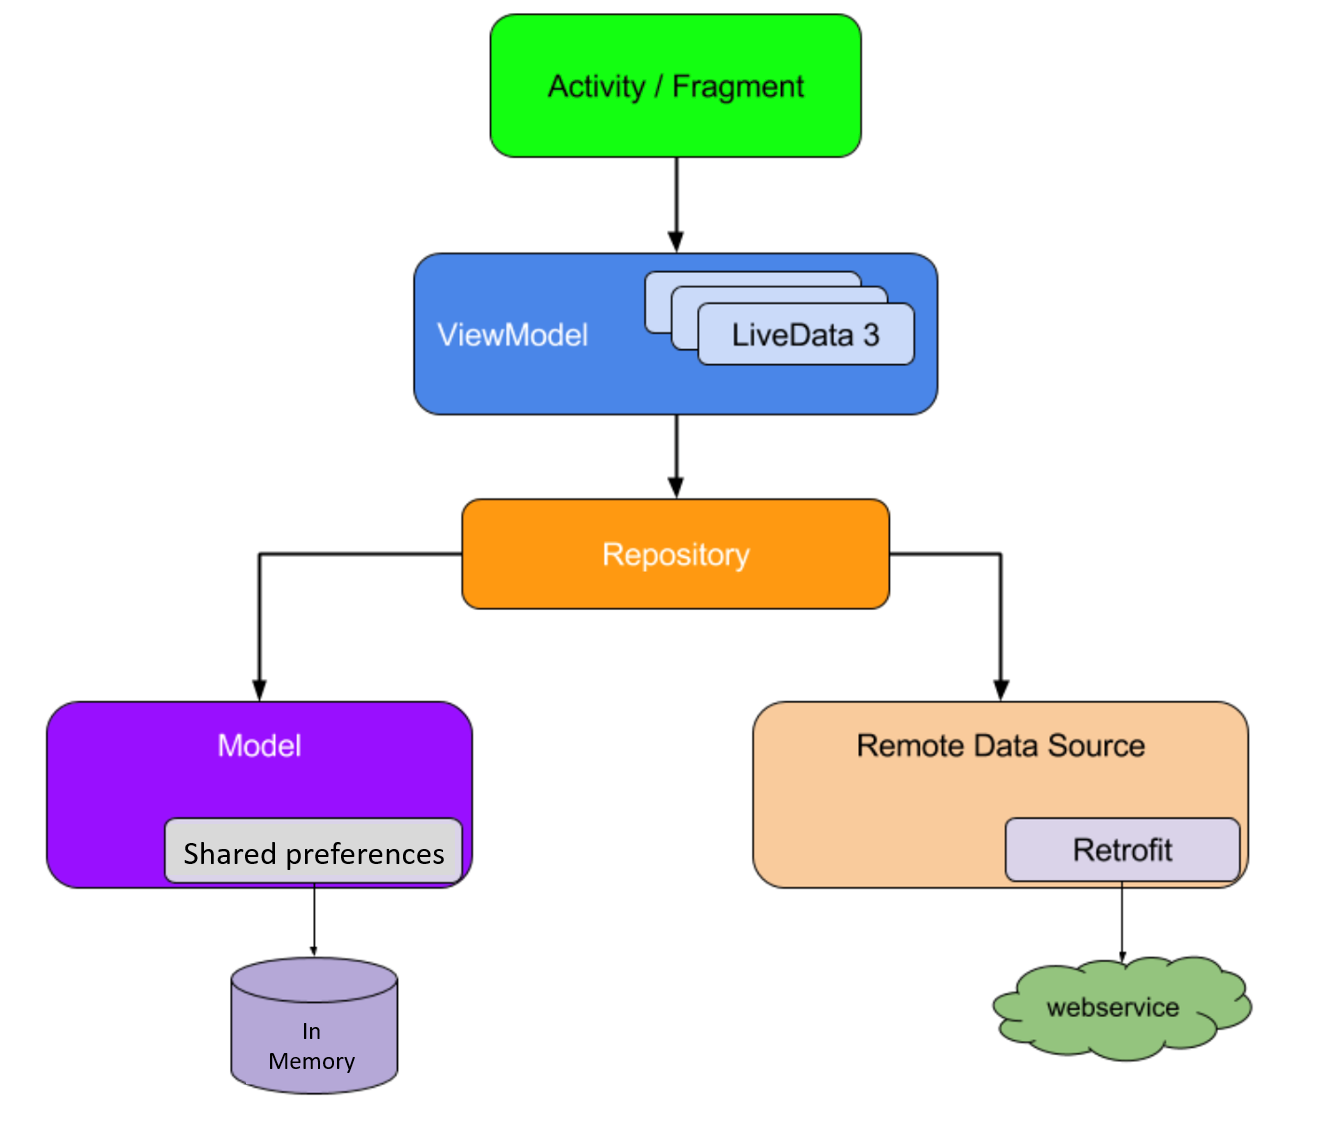 Activity / Fragment
ViewModel
LiveData 3
Repository
Model
Shared preferences
In
Memory
Remote Data Source
Retrofit
webservice